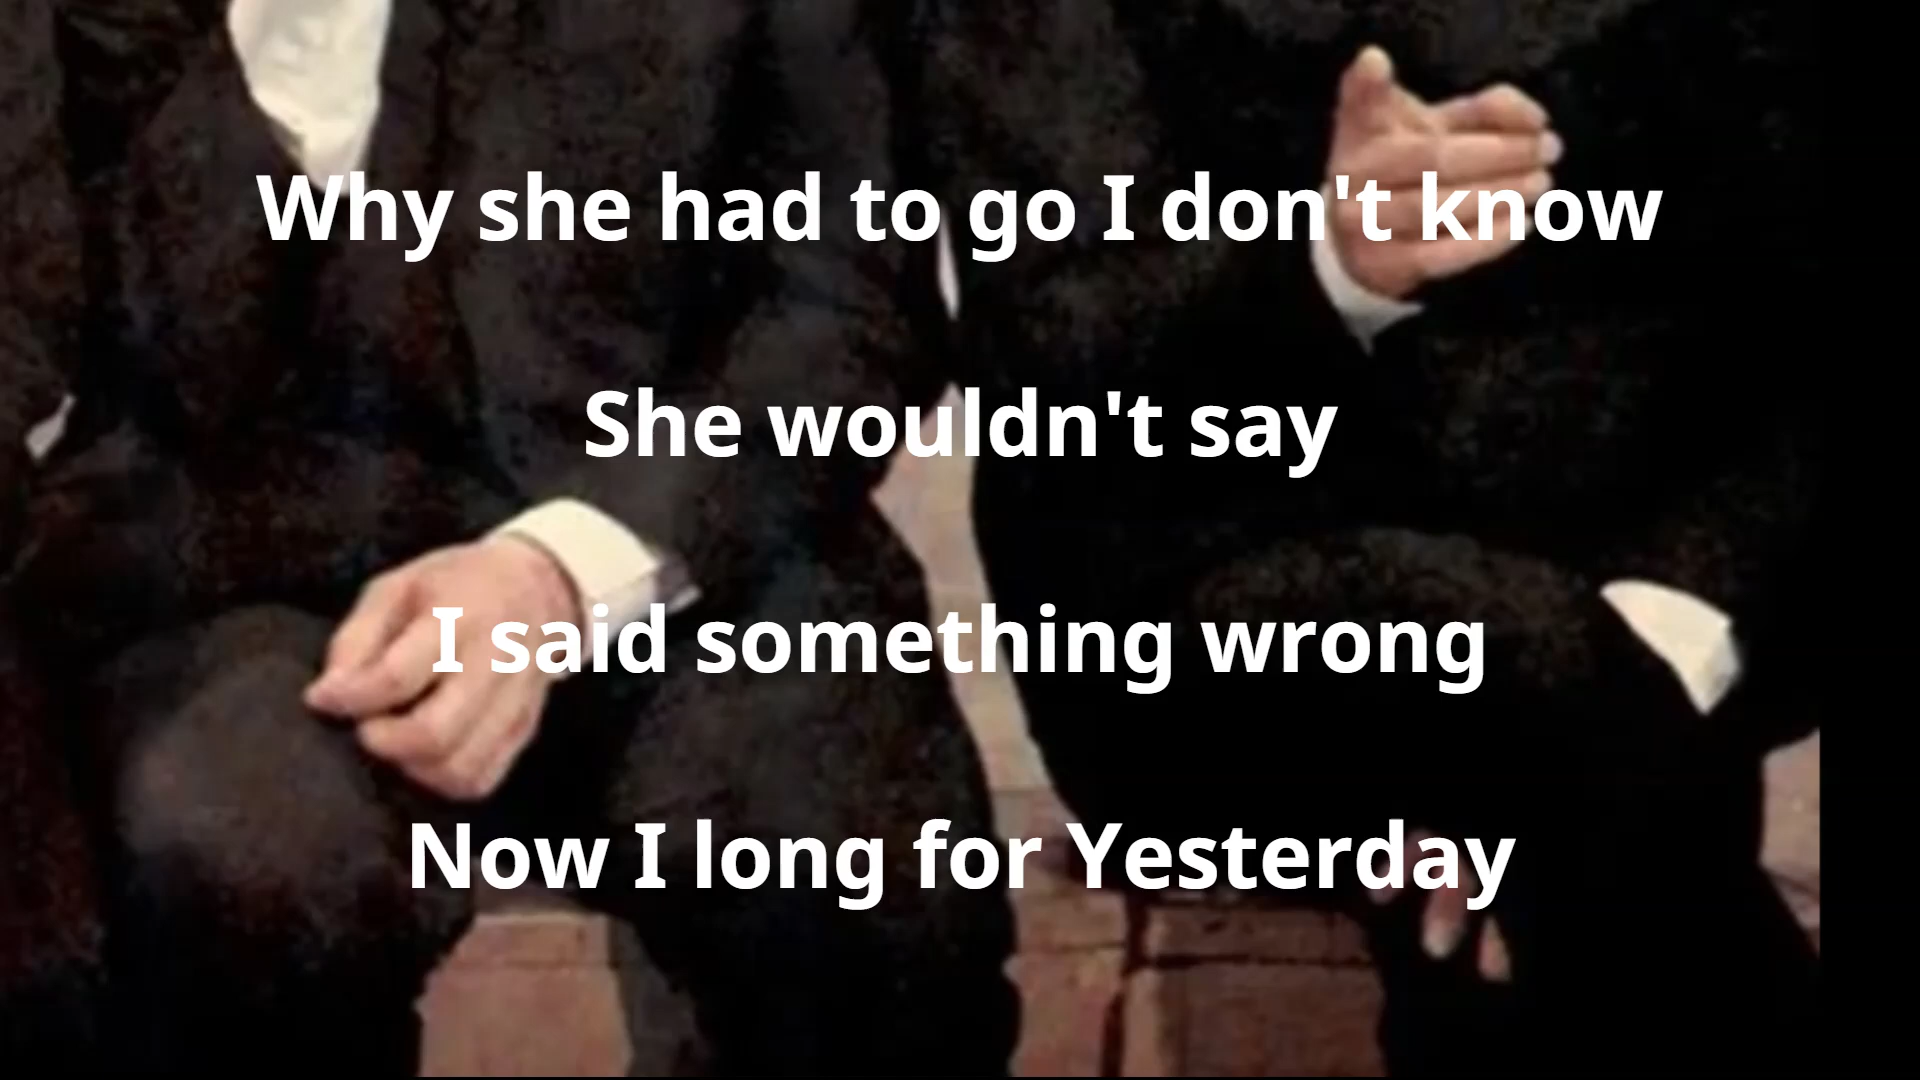 Why she had to go I don't know
She wouldn't say
I said something wrong
Now I long for Yesterday